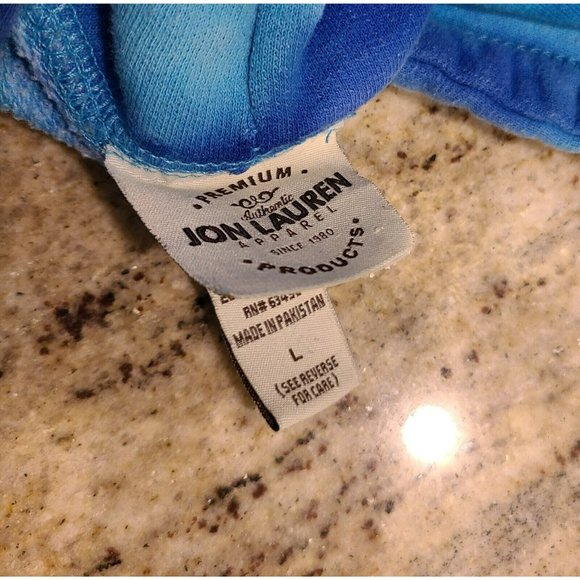 • PREMIUM •
Authentic
JON LAUREN
APPAREL
SINCE 1980
• PRODUCTS •
MADE IN PAKISTAN
L
(SEE REVERSE
FOR CARE)